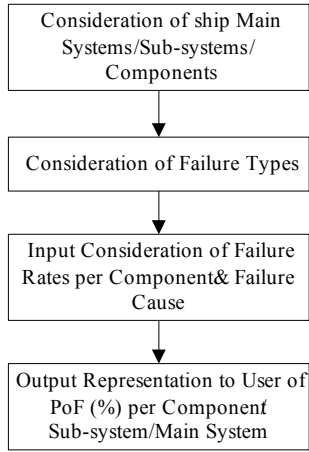 Consideration of ship Main
Systems/Sub-systems/
Components
Consideration of Failure Types
Input Consideration of Failure
Rates per Component& Failure
Cause
Output Representation to User of
PoF (%) per Component/
Sub-system/Main System